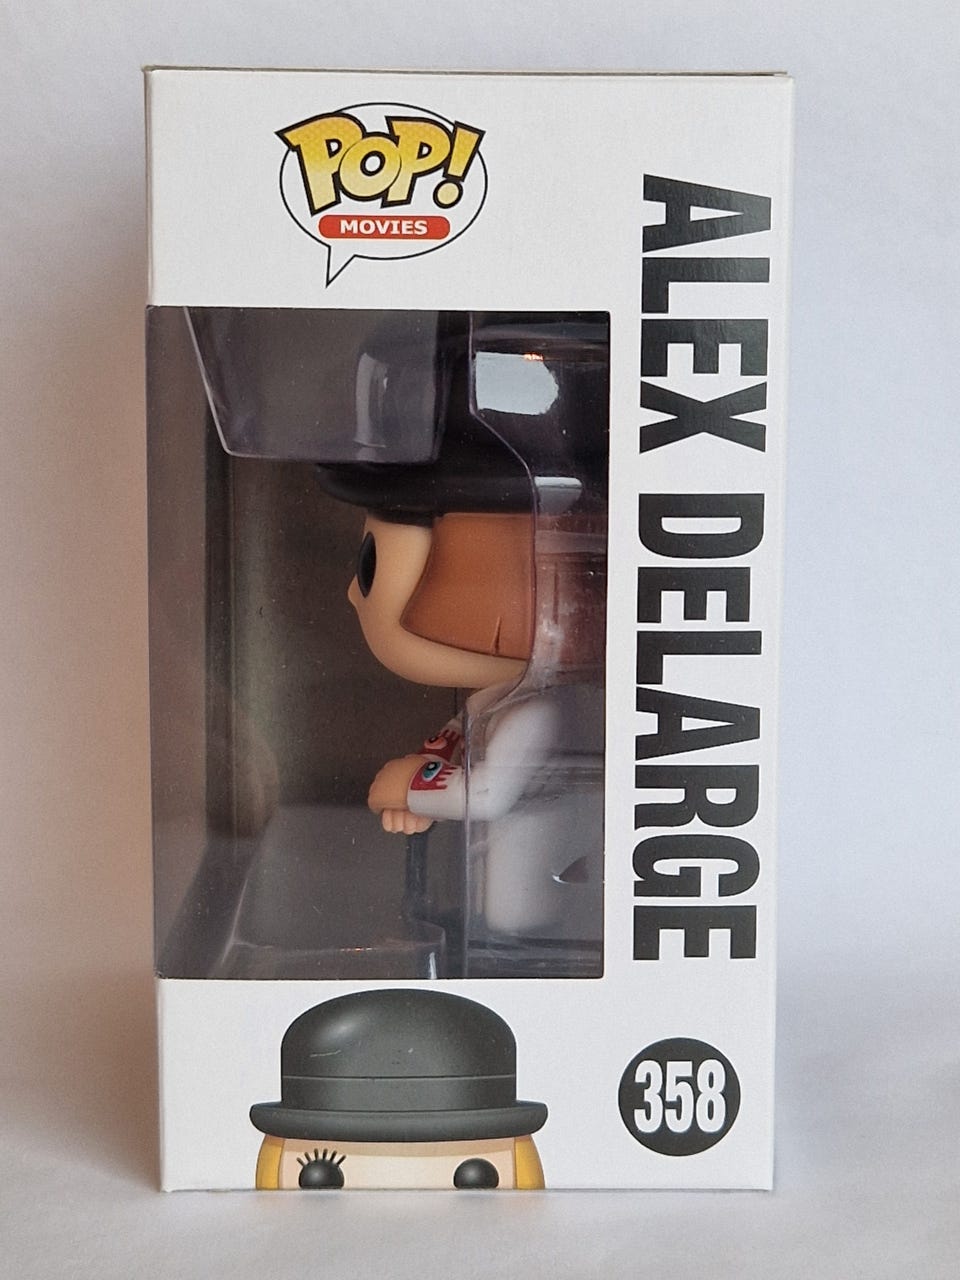 POP!
MOVIES
ALEX DELARGE
358